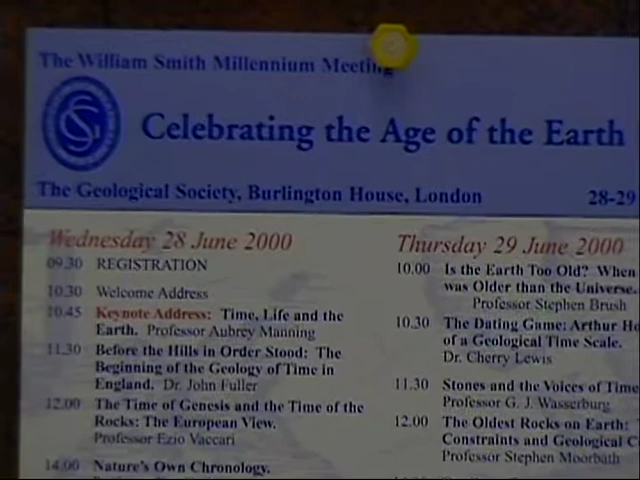 The William Smith Millennium Meeting
Celebrating the Age of the Earth
The Geological Society, Burlington House, London 28-29
Wednesday 28 June 2000
09.30 REGISTRATION
10.30 Welcome Address
10.45 Keynote Address: Time, Life and the
Earth. Professor Aubrey Manning
11.30 Before the Hills in Order Stood: The
Beginning of the Geology of Time in
England. Dr. John Fuller
12.00 The Time of Genesis and the Time of the
Rocks: The European View.
Professor Ezio Vaccari
14.00 Nature's Own Chronology.
Thursday 29 June 2000
10.00 Is the Earth Too Old? When
was Older than the Universe.
Professor Stephen Brush
10.30 The Dating Game: Arthur Ho
of a Geological Time Scale.
Dr. Cherry Lewis
11.30 Stones and the Voices of Time
Professor G. J. Wasserburg
12.00 The Oldest Rocks on Earth:
Constraints and Geological C
Professor Stephen Moorbath